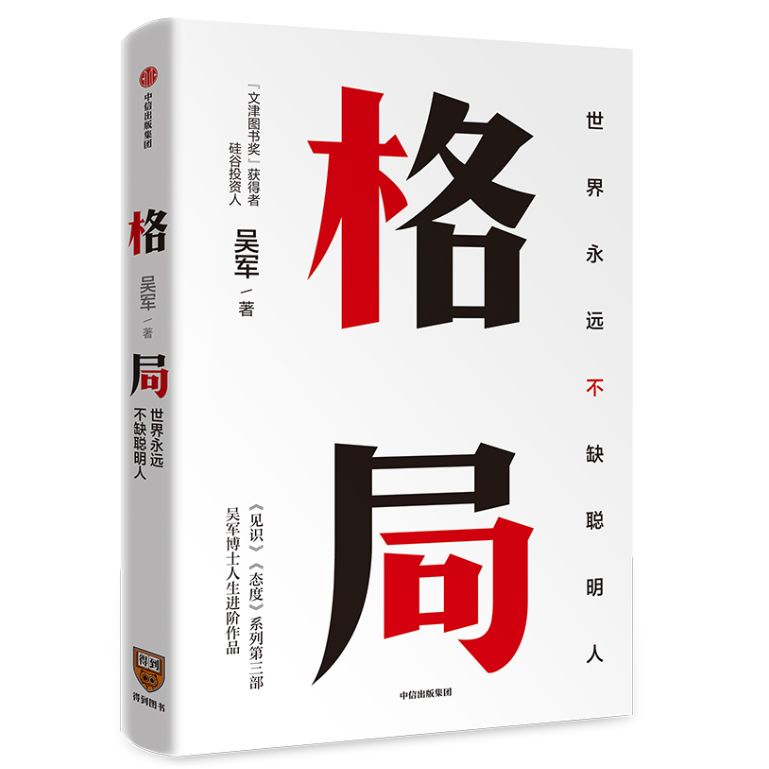 中信出版集团
格
吴军/著
局
世界永远
不缺聪明人
得到
得到图书
世界永远不缺聪明人
格
局
『文津图书奖』获得者
硅谷投资人
吴军/著
《见识》《态度》系列第三部
吴军博士人生进阶作品
中信出版集团